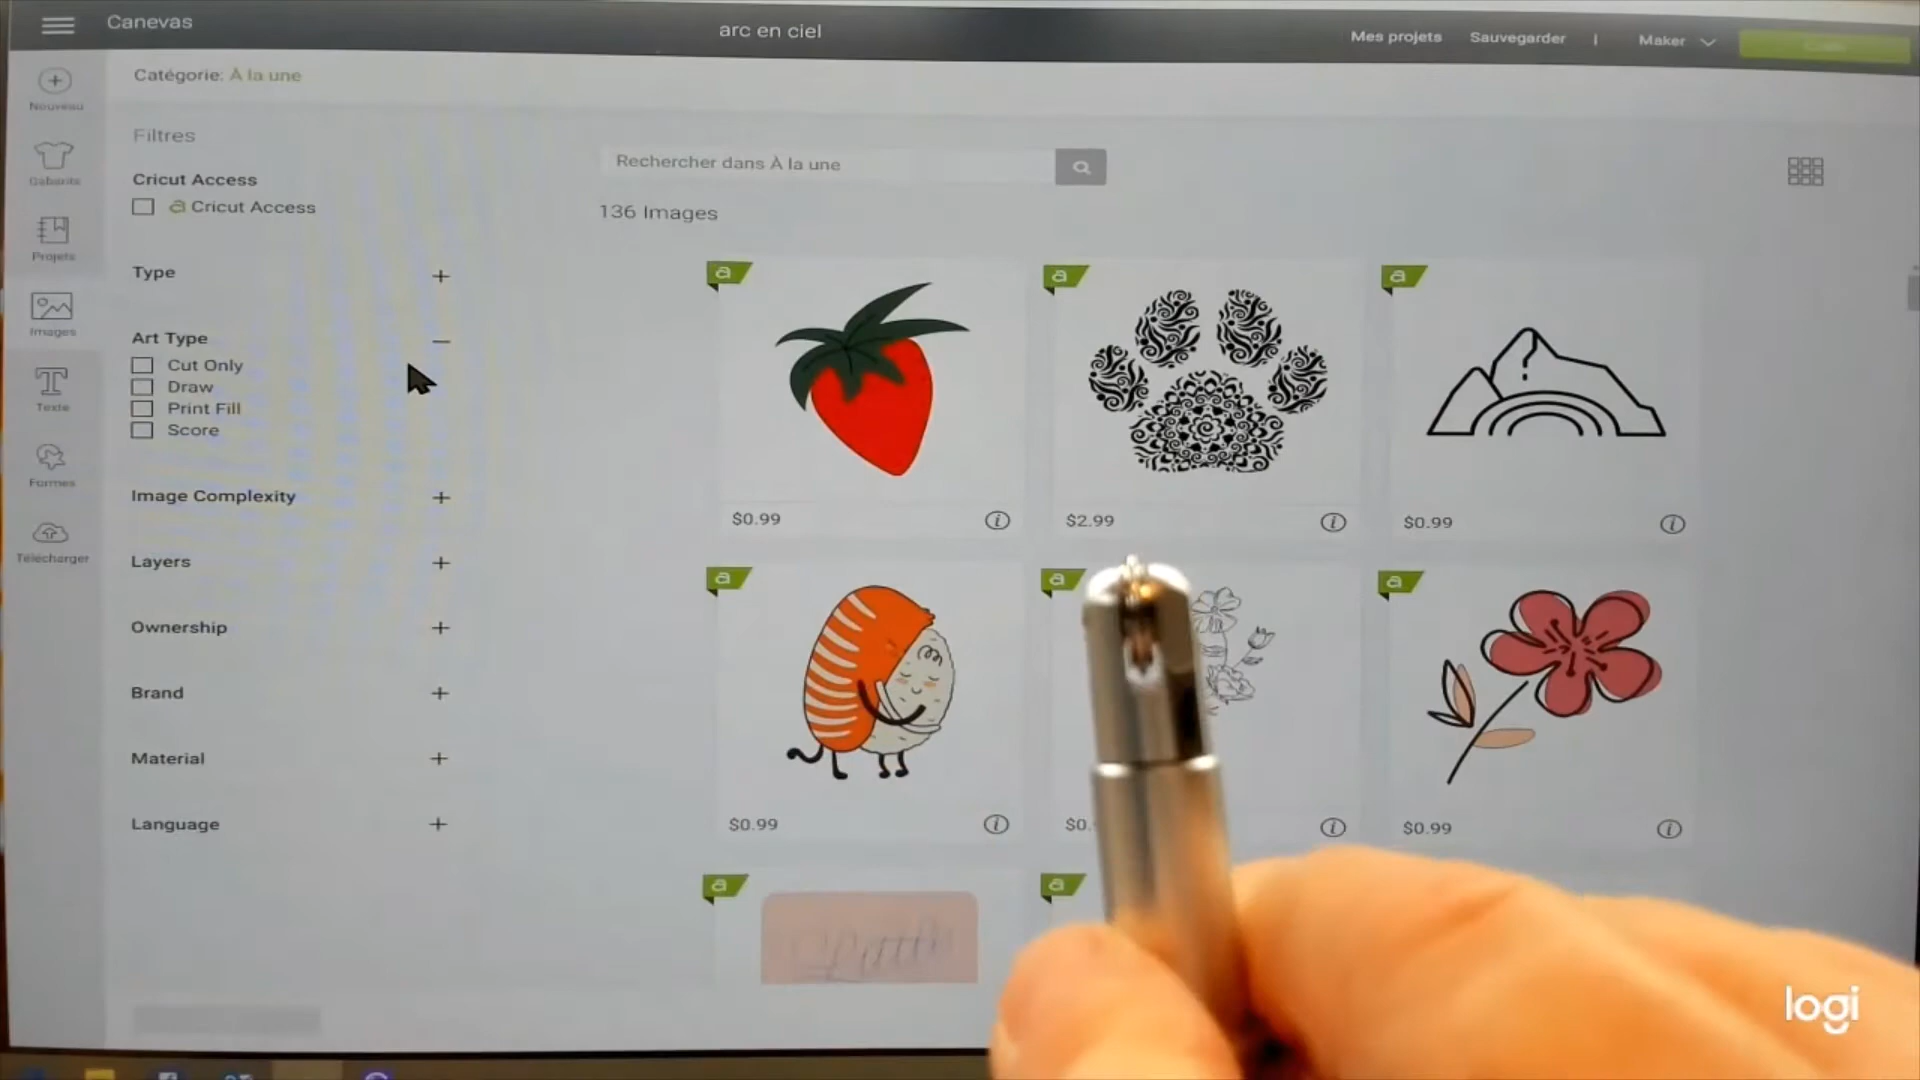 Canevas
arc en ciel
Mes projets
Sauvegarder
Maker
Catégorie: À la une
Nouveau
Gabarits
Projets
Images
Texte
Formes
Télécharger
Filtres
Cricut Access
a Cricut Access
Type
Art Type
Cut Only
Draw
Print Fill
Score
Image Complexity
Layers
Ownership
Brand
Material
Language
Rechercher dans À la une
136 Images
a
a
a
$0.99
$2.99
$0.99
a
a
a
$0.99
$0.
$0.99
a
a
logi